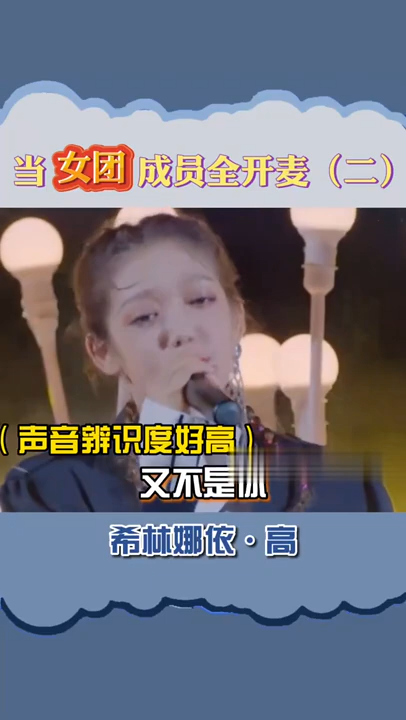 当女团成员全开麦（二）
（声音辨识度好高）
又不是你
希林娜依·高